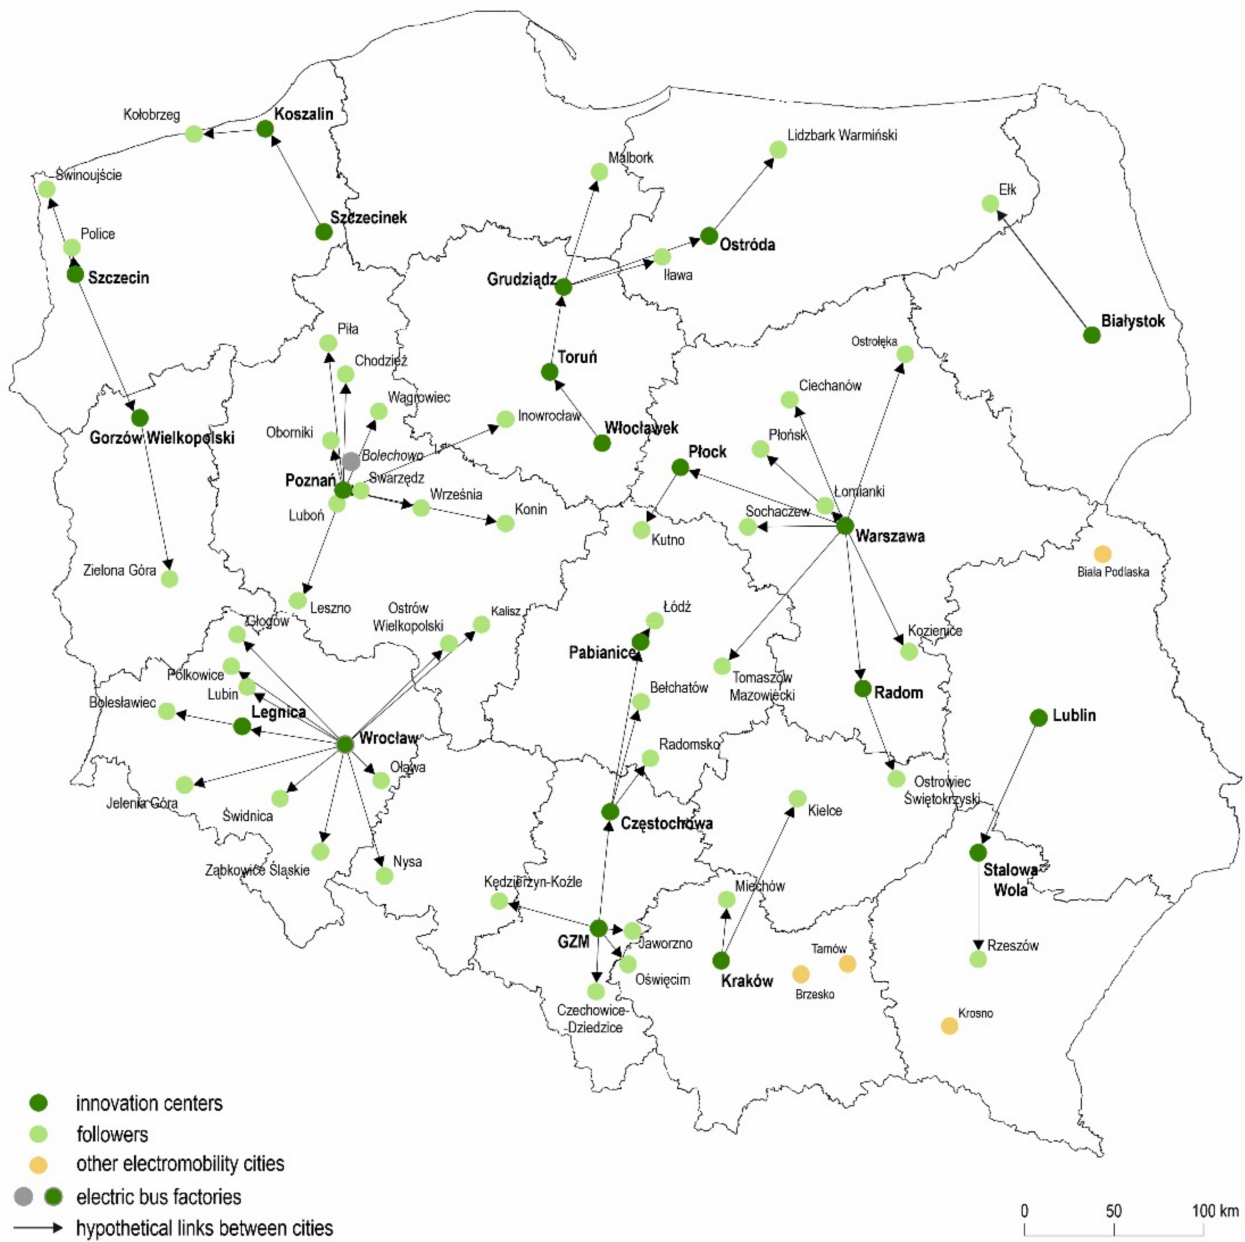 Kołobrzeg
Koszalin
Lidzbark Warmiński
Malbork
Świnoujście
Ełk
Szczecinek
Police
Ostróda
Szczecin
Grudziądz
Iława
Białystok
Piła
Ostrołęka
Toruń
Chodzież
Ciechanów
Wągrowiec
Inowrocław
Gorzów Wielkopolski
Oborniki
Włocławek
Płońsk
Płock
Bolechowo
Poznań
Swarzędz
Września
Łomianki
Luboń
Konin
Sochaczew
Kutno
Warszawa
Zielona Góra
Biała Podlaska
Leszno
Ostrów
Wielkopolski
Kalisz
Łódź
Głogów
Kozienice
Pabianice
Polkowice
Tomaszów
Mazowiecki
Lubin
Bełchatów
Radom
Bolesławiec
Legnica
Lublin
Wrocław
Radomsko
Oława
Ostrowiec
Świętokrzyski
Jelenia Góra
Świdnica
Kielce
Częstochowa
Ząbkowice Śląskie
Nysa
Stalowa
Wola
Kędzierzyn-Koźle
Miechów
GZM
Jaworzno
Tarnów
Rzeszów
Oświęcim
Kraków
Brzesko
Czechowice-
-Dziedzice
Krosno
innovation centers
followers
other electromobility cities
electric bus factories
hypothetical links between cities
0 50 100 km